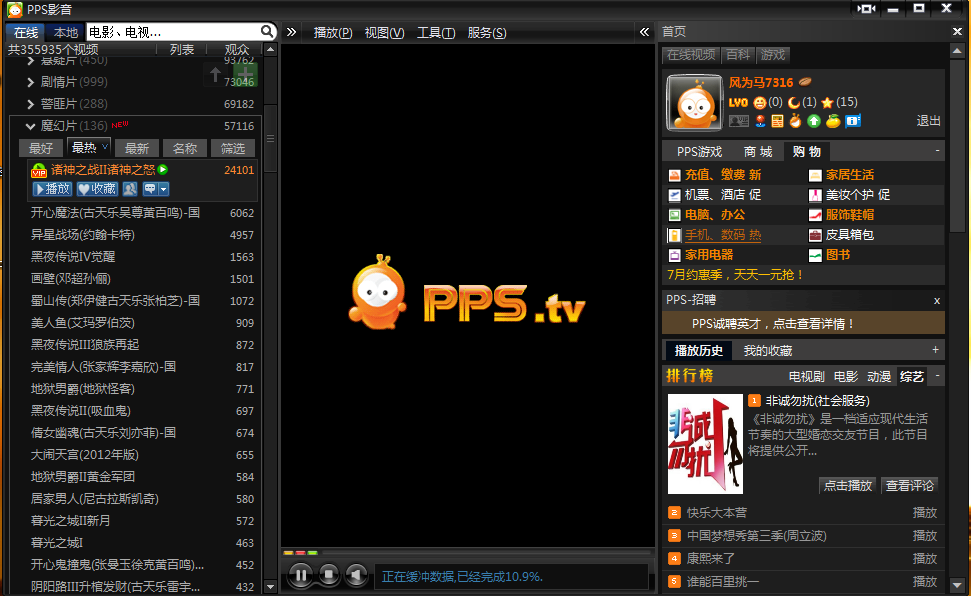 PPS影音
在线 本地 电影、电视...
共355935个视频 列表 观众
悬疑片(450) 93762
剧情片(999) 73046
警匪片(288) 69182
魔幻片(136) NEW 57116
最好 最热 最新 名称 筛选
VIP 诸神之战II诸神之怒 24101
播放 收藏
开心魔法(古天乐吴尊黄百鸣)-国 6062
异星战场(约翰卡特) 4957
黑夜传说IV觉醒 1563
画壁(邓超孙俪) 1501
蜀山传(郑伊健古天乐张柏芝)-国 1072
美人鱼(艾玛罗伯茨) 909
黑夜传说III狼族再起 872
完美情人(张家辉李嘉欣)-国 817
地狱男爵(地狱怪客) 771
黑夜传说II(吸血鬼) 697
倩女幽魂(古天乐刘亦菲)-国 674
大闹天宫(2012年版) 655
地狱男爵II黄金军团 584
居家男人(尼古拉斯凯奇) 580
暮光之城II新月 572
暮光之城I 463
开心鬼撞鬼(张曼玉徐克黄百鸣)... 452
阴阳路III升棺发财(古天乐雷宇... 432
播放(P) 视图(V) 工具(T) 服务(S)
PPS.tv
正在缓冲数据,已经完成10.9%.
首页
在线视频 百科 游戏
风为马7316
LV0 (0) (1) (15)
退出
PPS游戏 商 城 购 物 -
充值、缴费 新 家居生活
机票、酒店 促 美妆个护 促
电脑、办公 服饰鞋帽
手机、数码 热 皮具箱包
家用电器 图书
7月约惠季，天天一元抢！
PPS-招聘 x
PPS诚聘英才，点击查看详情！
播放历史 我的收藏 +
排行榜 电视剧 电影 动漫 综艺 -
非诚勿扰
1 非诚勿扰(社会服务)
《非诚勿扰》是一档适应现代生活
节奏的大型婚恋交友节目，此节目
将提供公开...
点击播放 查看评论
2 快乐大本营 播放
3 中国梦想秀第三季(周立波) 播放
4 康熙来了 播放
5 谁能百里挑一 播放